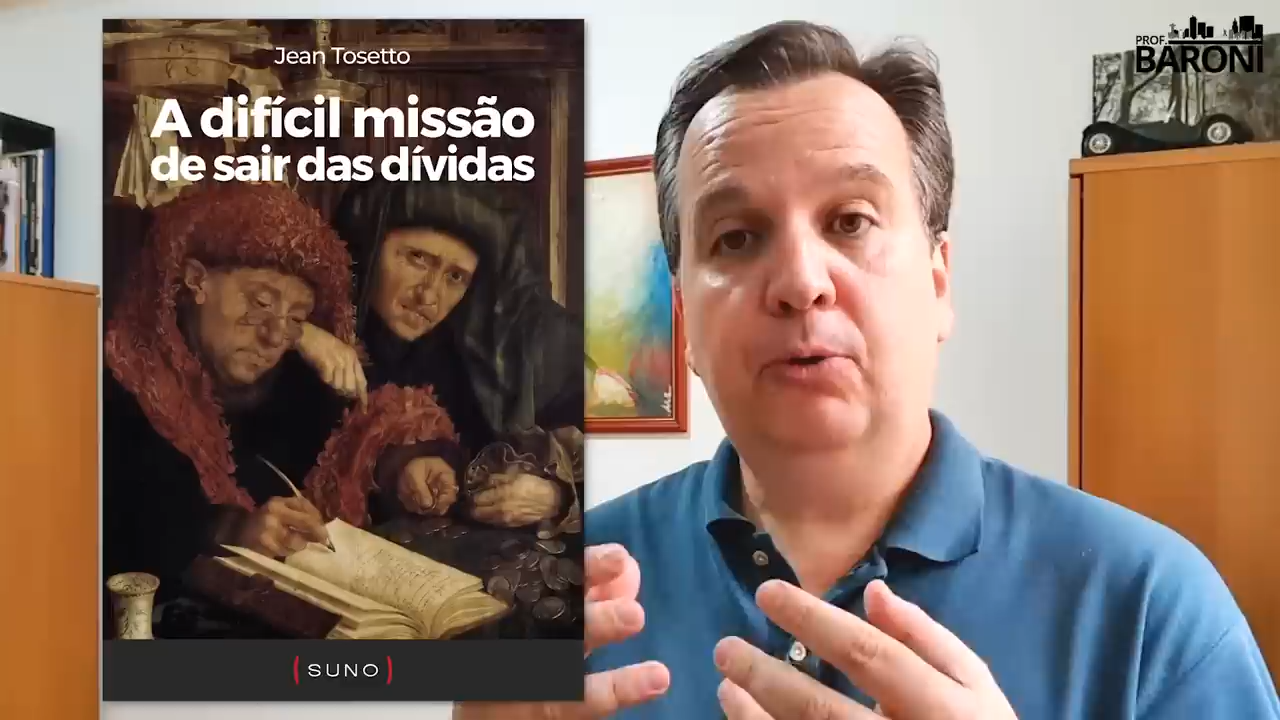 Jean Tosetto
A difícil missão
de sair das dívidas
(SUNO)
PROF.
BARONI